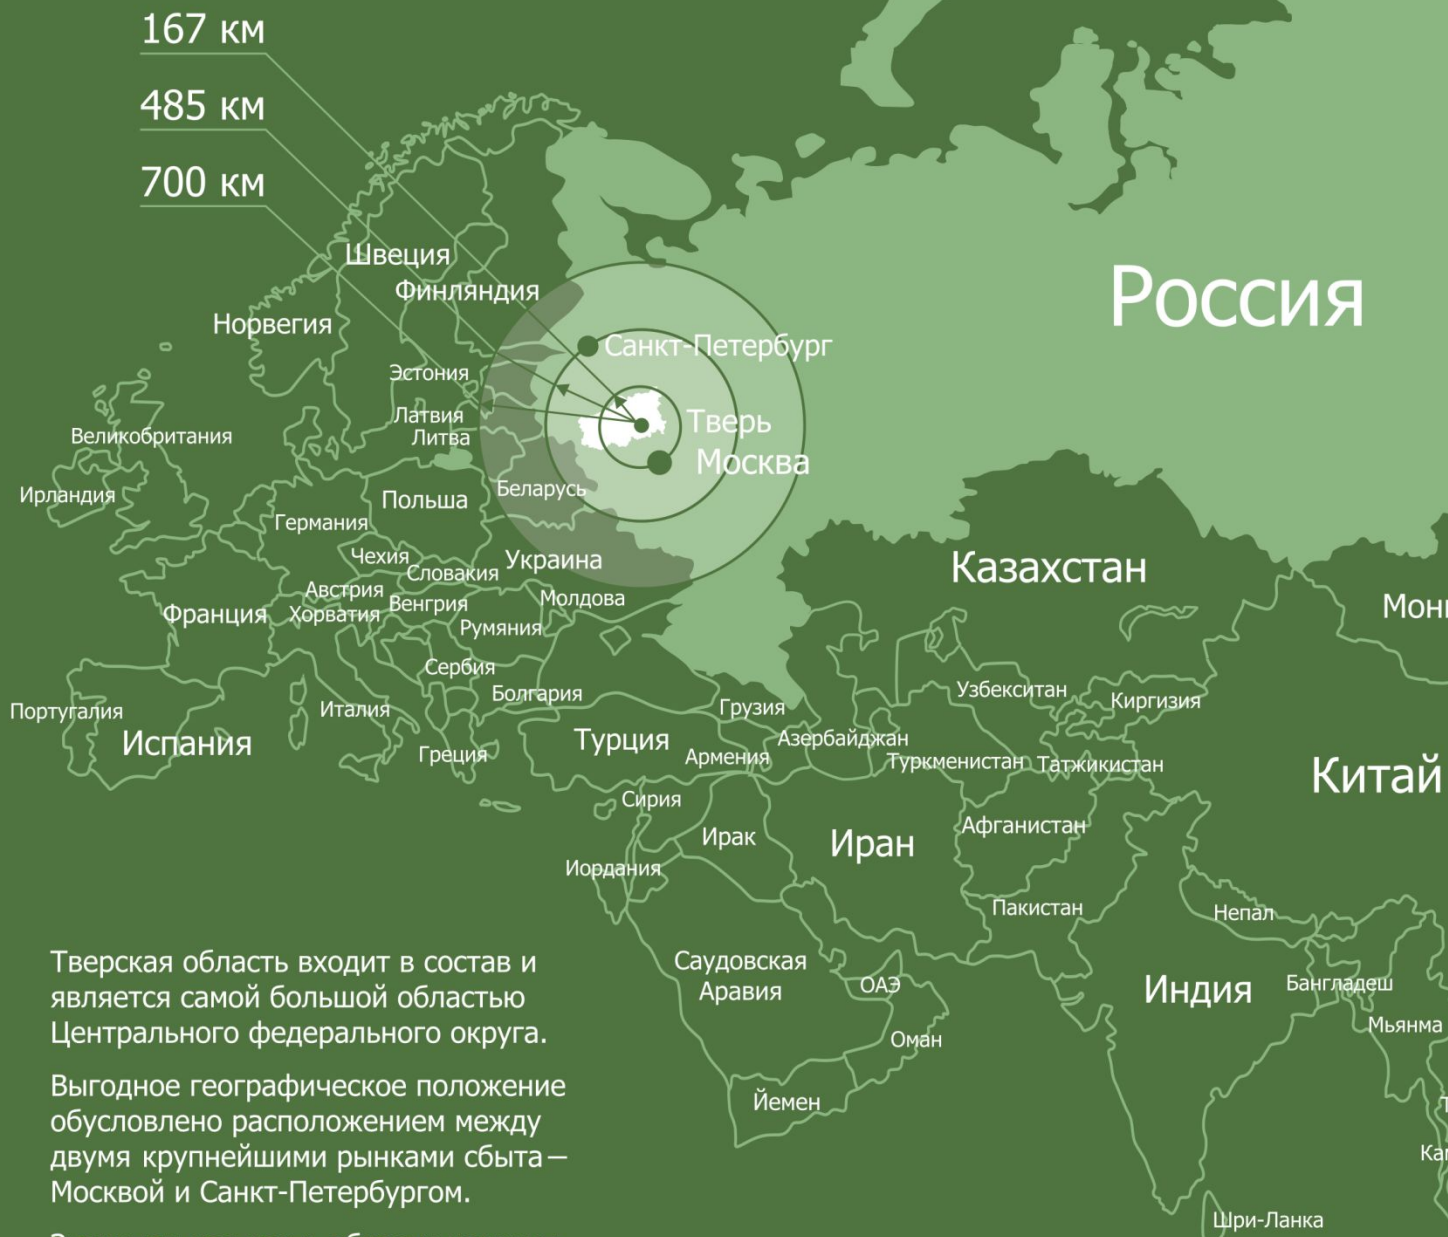 167 км
485 км
700 км
Швеция
Финляндия
Россия
Норвегия
Санкт-Петербург
Эстония
Латвия
Тверь
Великобритания
Литва
Москва
Ирландия
Польша
Беларусь
Германия
Чехия
Украина
Казахстан
Словакия
Австрия
Венгрия
Молдова
Франция
Хорватия
Мон
Румыния
Сербия
Болгария
Узбекситан
Киргизия
Португалия
Италия
Грузия
Испания
Турция
Азербайджан
Греция
Армения
Туркменистан
Татжикистан
Китай
Сирия
Афганистан
Ирак
Иран
Иордания
Пакистан
Непал
Саудовская
Аравия
ОАЭ
Индия
Бангладеш
Мьянма
Оман
Йемен
Шри-Ланка
Тверская область входит в состав и
является самой большой областью
Центрального федерального округа.
Выгодное географическое положение
обусловлено расположением между
двумя крупнейшими рынками сбыта —
Москвой и Санкт-Петербургом.